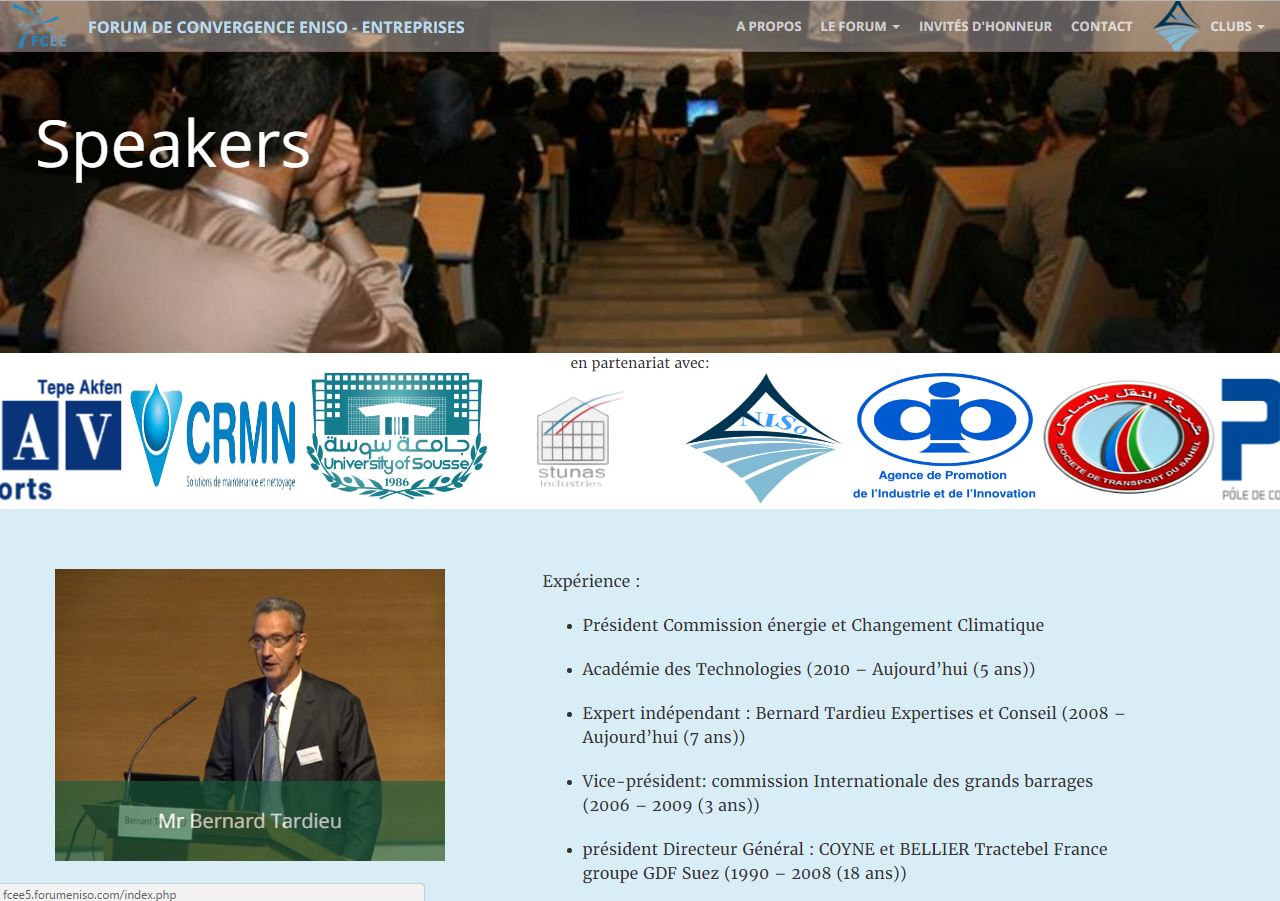 FCEE
FORUM DE CONVERGENCE ENISO - ENTREPRISES
A PROPOS
LE FORUM
INVITÉS D'HONNEUR
CONTACT
CLUBS
Speakers
en partenariat avec:
Tepe Akfen
AV
orts
CRMN
Solutions de maintenance et nettoyage
جامعة سوسة
University of Sousse
1986
stunas
industries
NISo
Agence de Promotion
de l'Industrie et de l'Innovation
شركة النقل بالساحل
SOCIETE DE TRANSPORT DU SAHEL
P
PÔLE DE CO
Expérience :
Président Commission énergie et Changement Climatique
Académie des Technologies (2010 – Aujourd’hui (5 ans))
Expert indépendant : Bernard Tardieu Expertises et Conseil (2008 –
Aujourd’hui (7 ans))
Vice-président: commission Internationale des grands barrages
(2006 – 2009 (3 ans))
président Directeur Général : COYNE et BELLIER Tractebel France
groupe GDF Suez (1990 – 2008 (18 ans))
Bernard
Mr Bernard Tardieu
fcee5.forumeniso.com/index.php